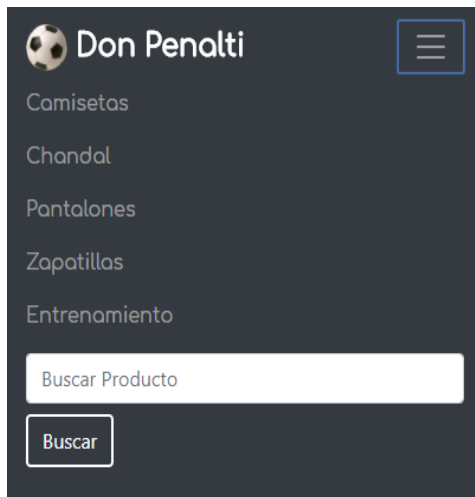 Don Penalti
Camisetas
Chandal
Pantalones
Zapatillas
Entrenamiento
Buscar Producto
Buscar